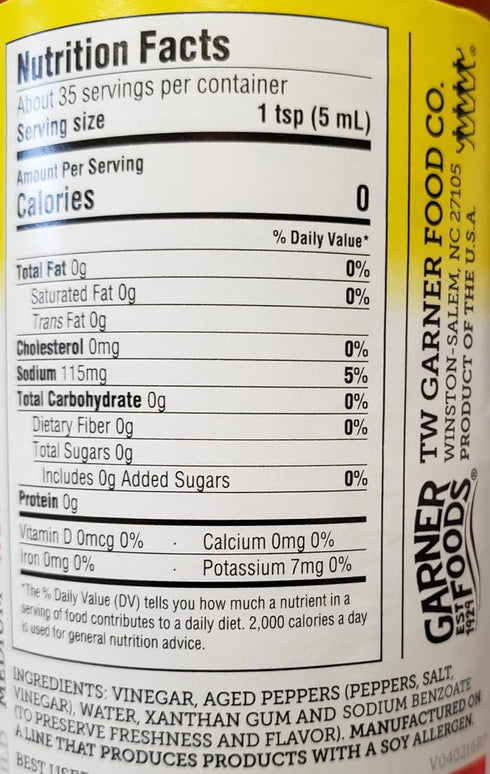 Nutrition Facts
About 35 servings per container
Serving size 1 tsp (5 mL)
Amount Per Serving
Calories 0
% Daily Value*
Total Fat 0g 0%
Saturated Fat 0g 0%
Trans Fat 0g
Cholesterol 0mg 0%
Sodium 115mg 5%
Total Carbohydrate 0g 0%
Dietary Fiber 0g 0%
Total Sugars 0g
Includes 0g Added Sugars 0%
Protein 0g
Vitamin D 0mcg 0% · Calcium 0mg 0%
Iron 0mg 0% · Potassium 7mg 0%
*The % Daily Value (DV) tells you how much a nutrient in a
serving of food contributes to a daily diet. 2,000 calories a day
is used for general nutrition advice.
INGREDIENTS: VINEGAR, AGED PEPPERS (PEPPERS, SALT,
VINEGAR), WATER, XANTHAN GUM AND SODIUM BENZOATE
(TO PRESERVE FRESHNESS AND FLAVOR). MANUFACTURED ON
A LINE THAT PRODUCES PRODUCTS WITH A SOY ALLERGEN.
BEST
GARNER
EST 1929 FOODS®
TW GARNER FOOD CO.
WINSTON-SALEM, NC 27105
PRODUCT OF THE U.S.A.